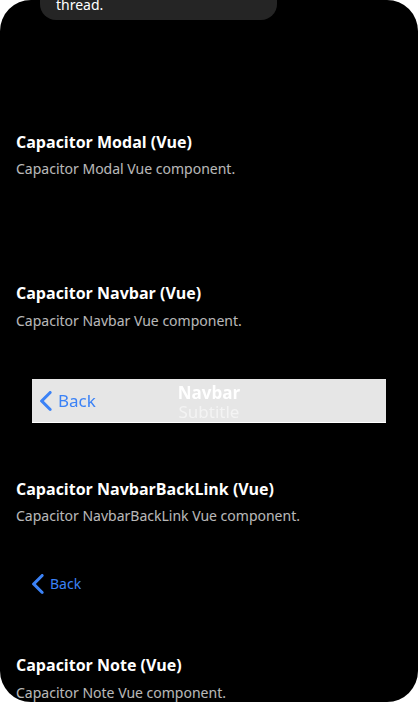 thread.
Capacitor Modal (Vue)
Capacitor Modal Vue component.
Capacitor Navbar (Vue)
Capacitor Navbar Vue component.
Back
Navbar
Subtitle
Capacitor NavbarBackLink (Vue)
Capacitor NavbarBackLink Vue component.
Back
Capacitor Note (Vue)
Capacitor Note Vue component.